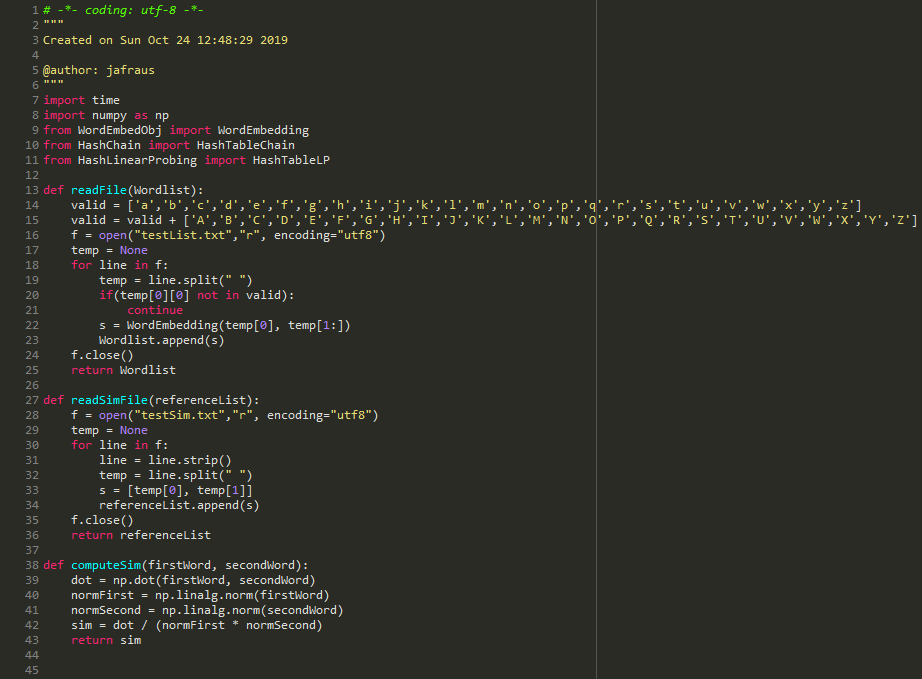 1 # -*- coding: utf-8 -*-
2 """
3 Created on Sun Oct 24 12:48:29 2019
4
5 @author: jafraus
6 """
7 import time
8 import numpy as np
9 from WordEmbedObj import WordEmbedding
10 from HashChain import HashTableChain
11 from HashLinearProbing import HashTableLP
12
13 def readFile(Wordlist):
14     valid = ['a','b','c','d','e','f','g','h','i','j','k','l','m','n','o','p','q','r','s','t','u','v','w','x','y','z']
15     valid = valid + ['A','B','C','D','E','F','G','H','I','J','K','L','M','N','O','P','Q','R','S','T','U','V','W','X','Y','Z']
16     f = open("testList.txt","r", encoding="utf8")
17     temp = None
18     for line in f:
19         temp = line.split(" ")
20         if(temp[0][0] not in valid):
21             continue
22         s = WordEmbedding(temp[0], temp[1:])
23         Wordlist.append(s)
24     f.close()
25     return Wordlist
26
27 def readSimFile(referenceList):
28     f = open("testSim.txt","r", encoding="utf8")
29     temp = None
30     for line in f:
31         line = line.strip()
32         temp = line.split(" ")
33         s = [temp[0], temp[1]]
34         referenceList.append(s)
35     f.close()
36     return referenceList
37
38 def computeSim(firstWord, secondWord):
39     dot = np.dot(firstWord, secondWord)
40     normFirst = np.linalg.norm(firstWord)
41     normSecond = np.linalg.norm(secondWord)
42     sim = dot / (normFirst * normSecond)
43     return sim
44
45